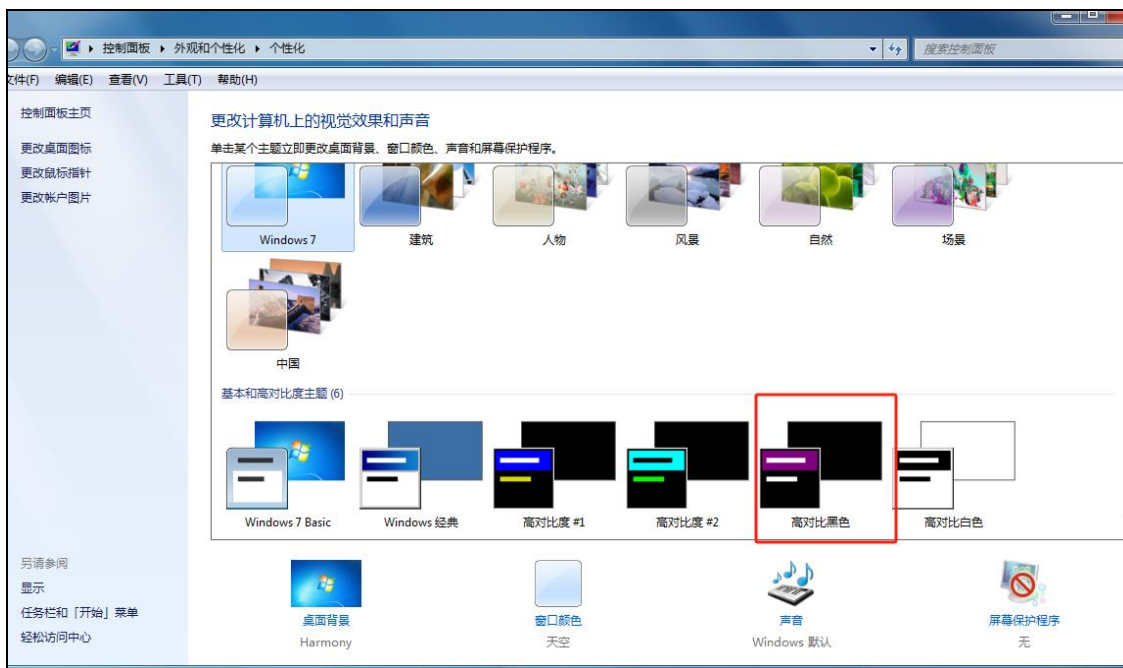 控制面板 ▸ 外观和个性化 ▸ 个性化
搜索控制面板
文件(F) 编辑(E) 查看(V) 工具(T) 帮助(H)
控制面板主页
更改桌面图标
更改鼠标指针
更改帐户图片
更改计算机上的视觉效果和声音
单击某个主题立即更改桌面背景、窗口颜色、声音和屏幕保护程序。
Windows 7 建筑 人物 风景 自然 场景
中国
基本和高对比度主题 (6)
Windows 7 Basic Windows 经典 高对比度 #1 高对比度 #2 高对比黑色 高对比白色
另请参阅
显示
任务栏和「开始」菜单
轻松访问中心
桌面背景 窗口颜色 声音 屏幕保护程序
Harmony 天空 Windows 默认 无